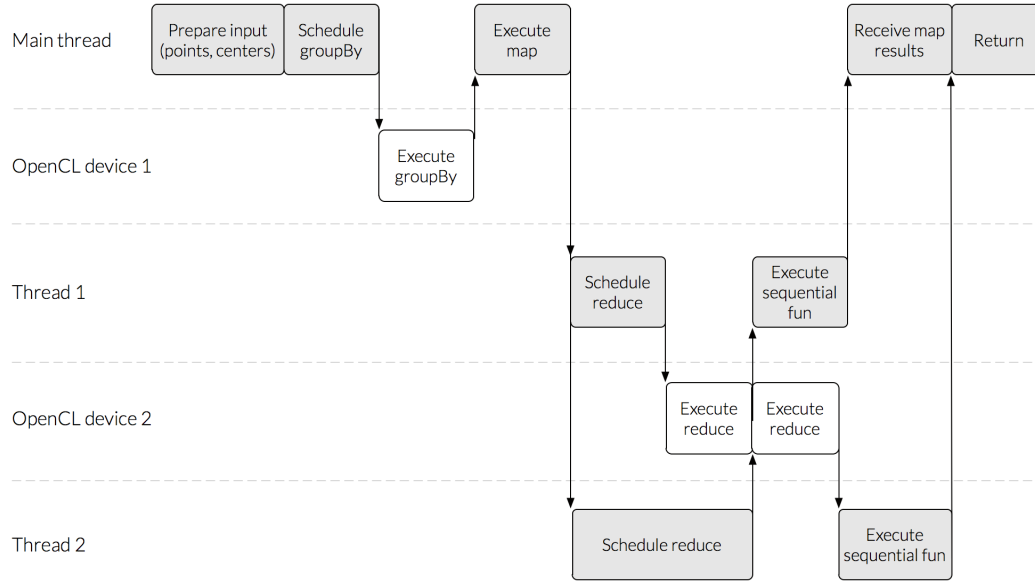 Main thread
Prepare input
(points, centers)
Schedule
groupBy
Execute
map
Receive map
results
Return
OpenCL device 1
Execute
groupBy
Thread 1
Schedule
reduce
Execute
sequential
fun
OpenCL device 2
Execute
reduce
Execute
reduce
Thread 2
Schedule reduce
Execute
sequential fun